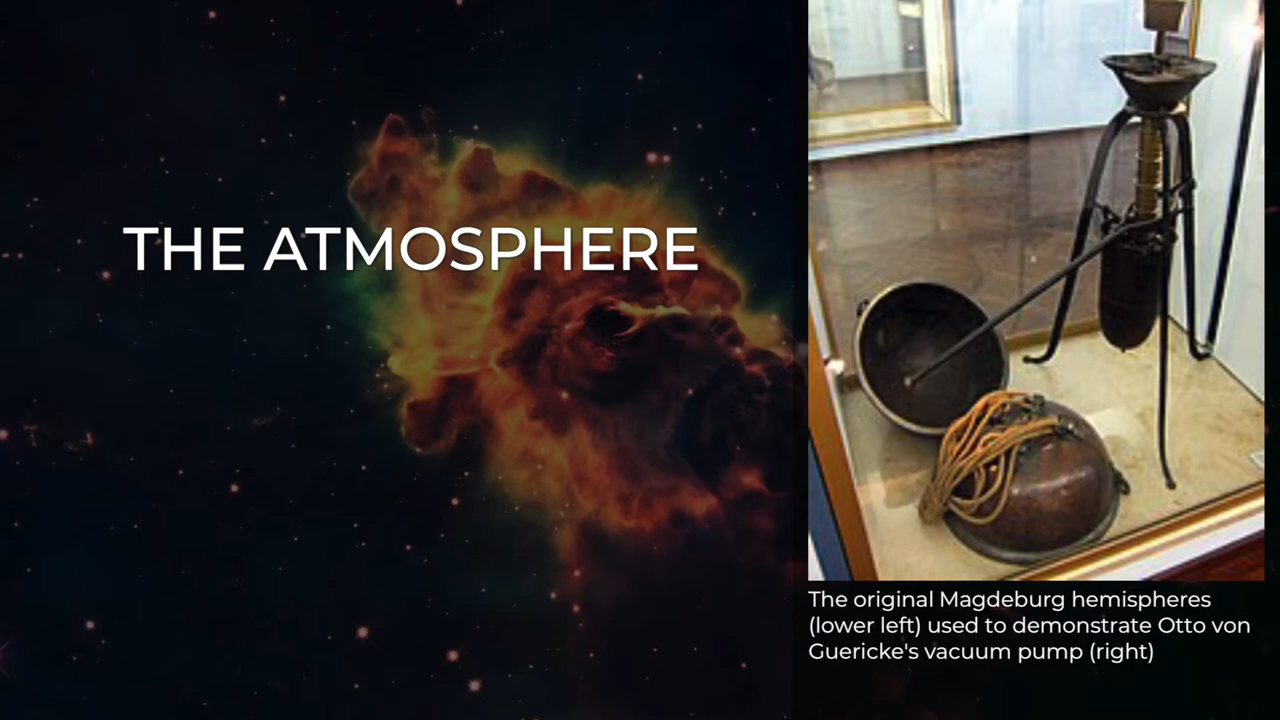 THE ATMOSPHERE
The original Magdeburg hemispheres
(lower left) used to demonstrate Otto von
Guericke's vacuum pump (right)